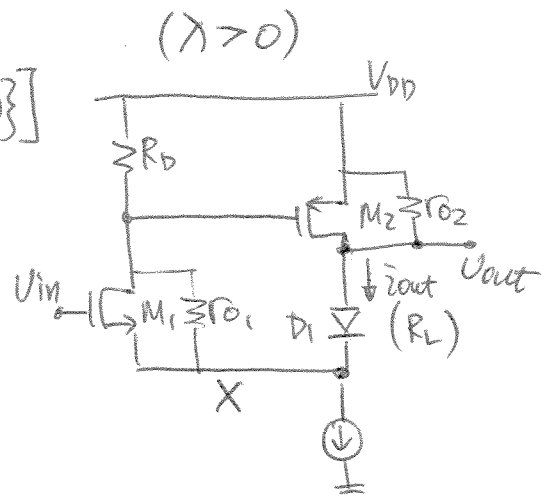 (λ>0)
}]
VDD
RD
M2
ro2
Vout
iout
Vin
M1
ro1
D1
(RL)
X